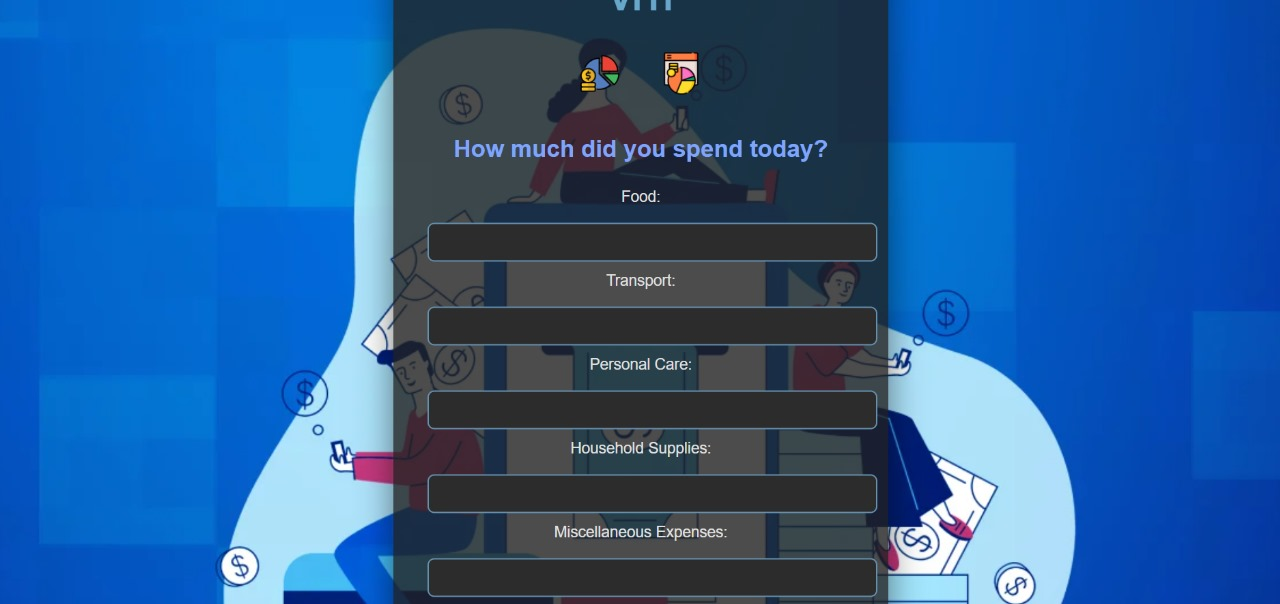 How much did you spend today?
Food:
Transport:
Personal Care:
Household Supplies:
Miscellaneous Expenses: